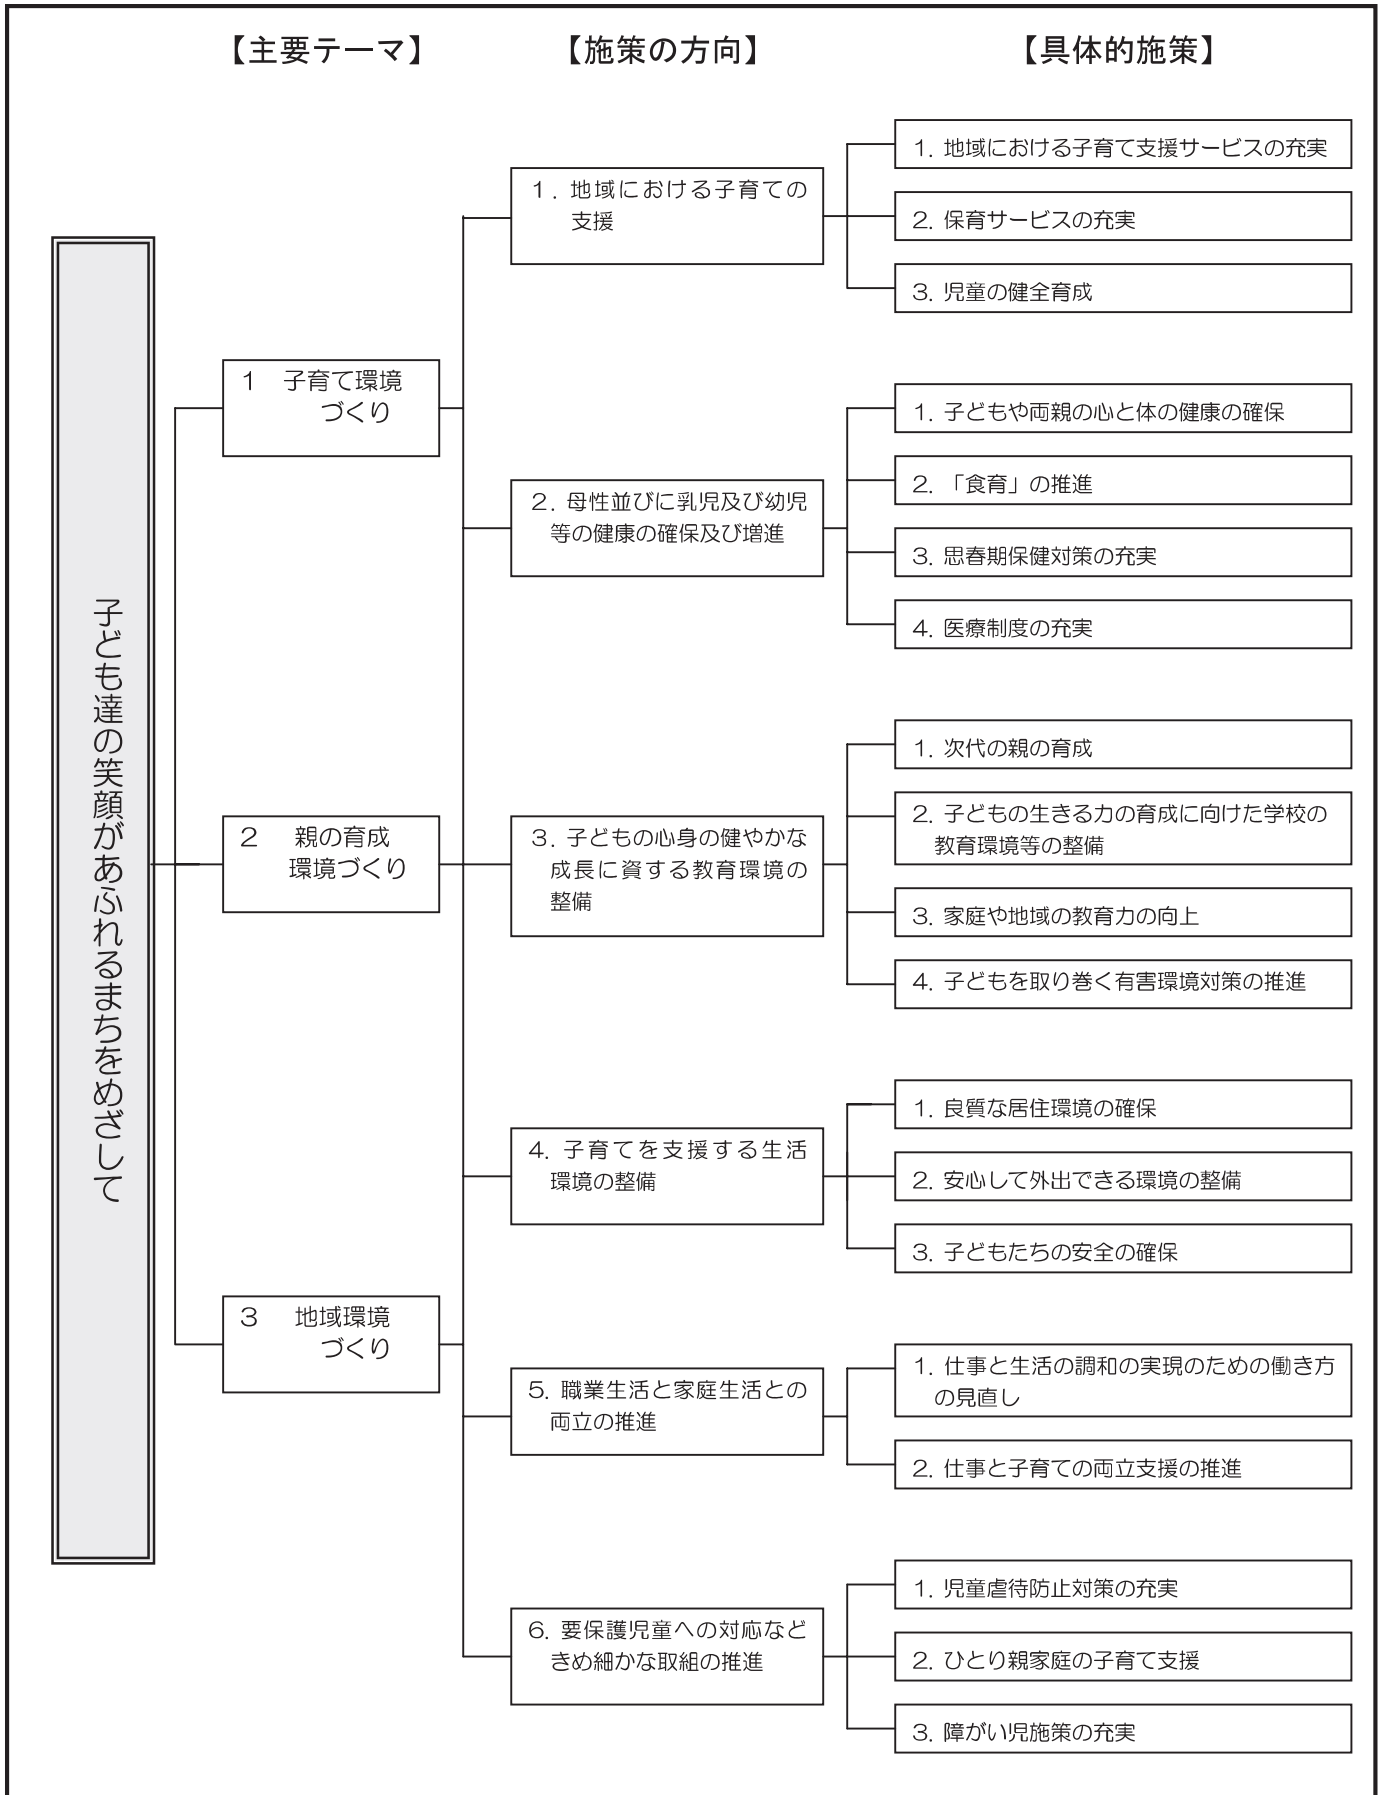 【主要テーマ】
【施策の方向】
【具体的施策】
子ども達の笑顔があふれるまちをめざして
1 子育て環境
づくり
2 親の育成
環境づくり
3 地域環境
づくり
1. 地域における子育ての
支援
1. 地域における子育て支援サービスの充実
2. 保育サービスの充実
3. 児童の健全育成
2. 母性並びに乳児及び幼児
等の健康の確保及び増進
1. 子どもや両親の心と体の健康の確保
2. 「食育」の推進
3. 思春期保健対策の充実
4. 医療制度の充実
3. 子どもの心身の健やかな
成長に資する教育環境の
整備
1. 次代の親の育成
2. 子どもの生きる力の育成に向けた学校の
教育環境等の整備
3. 家庭や地域の教育力の向上
4. 子どもを取り巻く有害環境対策の推進
4. 子育てを支援する生活
環境の整備
1. 良質な居住環境の確保
2. 安心して外出できる環境の整備
3. 子どもたちの安全の確保
5. 職業生活と家庭生活との
両立の推進
1. 仕事と生活の調和の実現のための働き方
の見直し
2. 仕事と子育ての両立支援の推進
6. 要保護児童への対応など
きめ細かな取組の推進
1. 児童虐待防止対策の充実
2. ひとり親家庭の子育て支援
3. 障がい児施策の充実